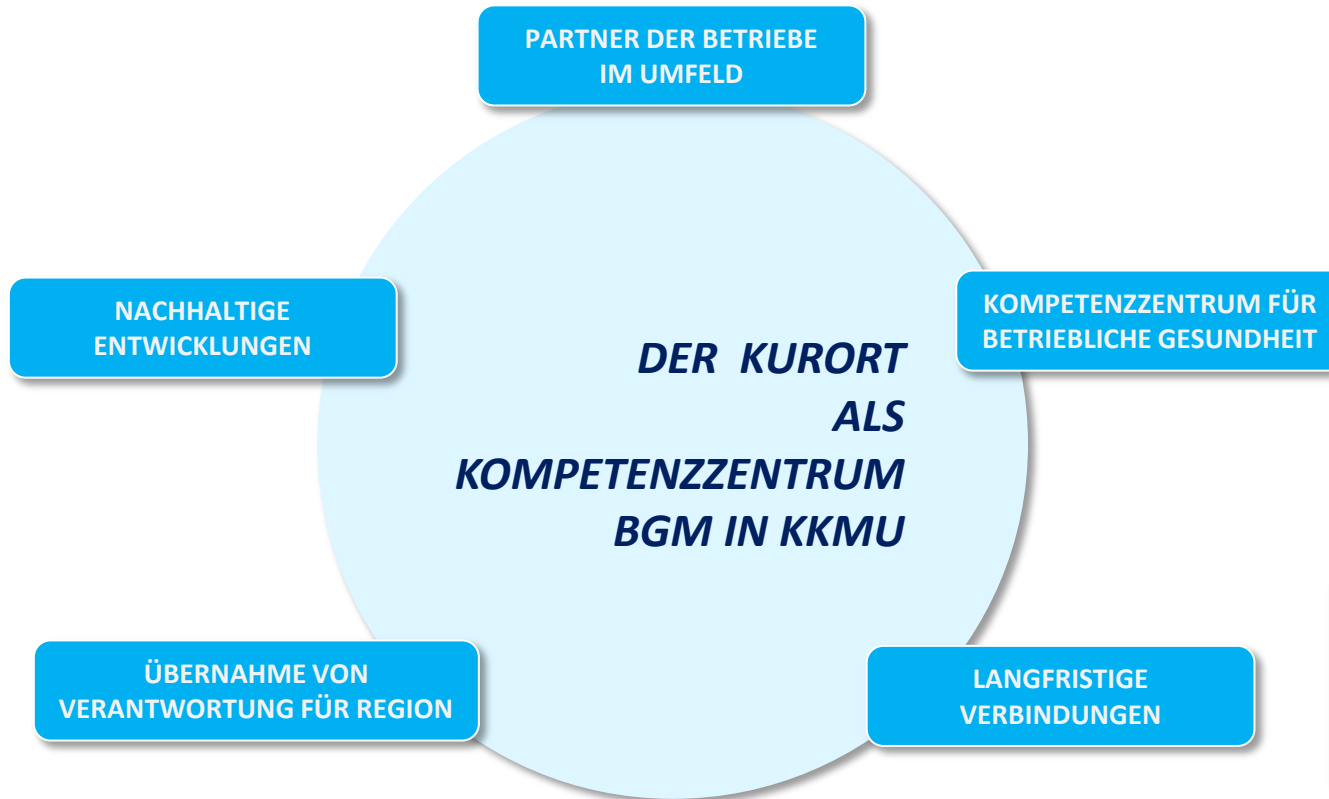 PARTNER DER BETRIEBE
IM UMFELD
NACHHALTIGE
ENTWICKLUNGEN
KOMPETENZZENTRUM FÜR
BETRIEBLICHE GESUNDHEIT
DER KURORT
ALS
KOMPETENZZENTRUM
BGM IN KKMU
ÜBERNAHME VON
VERANTWORTUNG FÜR REGION
LANGFRISTIGE
VERBINDUNGEN